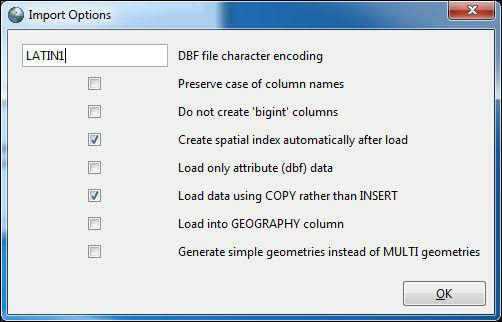 Import Options
LATIN1 DBF file character encoding
Preserve case of column names
Do not create 'bigint' columns
Create spatial index automatically after load
Load only attribute (dbf) data
Load data using COPY rather than INSERT
Load into GEOGRAPHY column
Generate simple geometries instead of MULTI geometries
OK